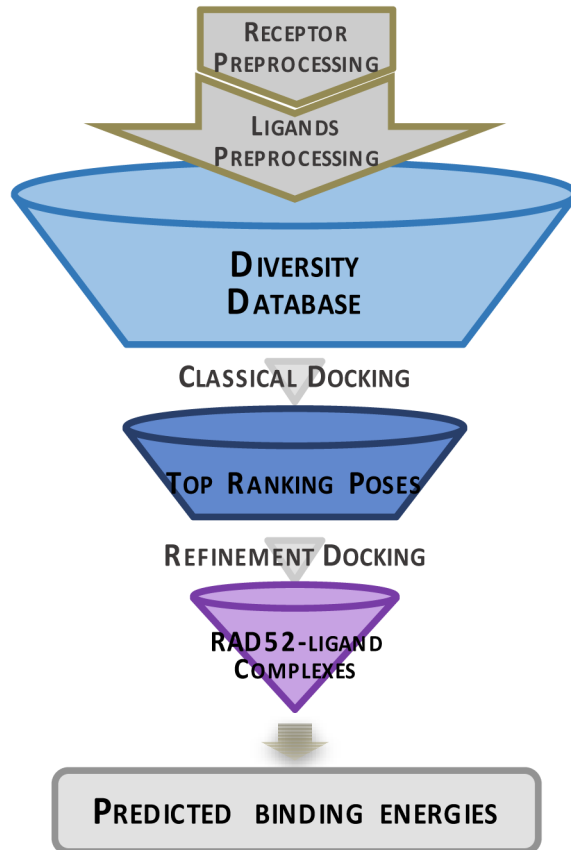 RECEPTOR
PREPROCESSING
LIGANDS
PREPROCESSING
DIVERSITY
DATABASE
CLASSICAL DOCKING
TOP RANKING POSES
REFINEMENT DOCKING
RAD52-LIGAND
COMPLEXES
PREDICTED BINDING ENERGIES